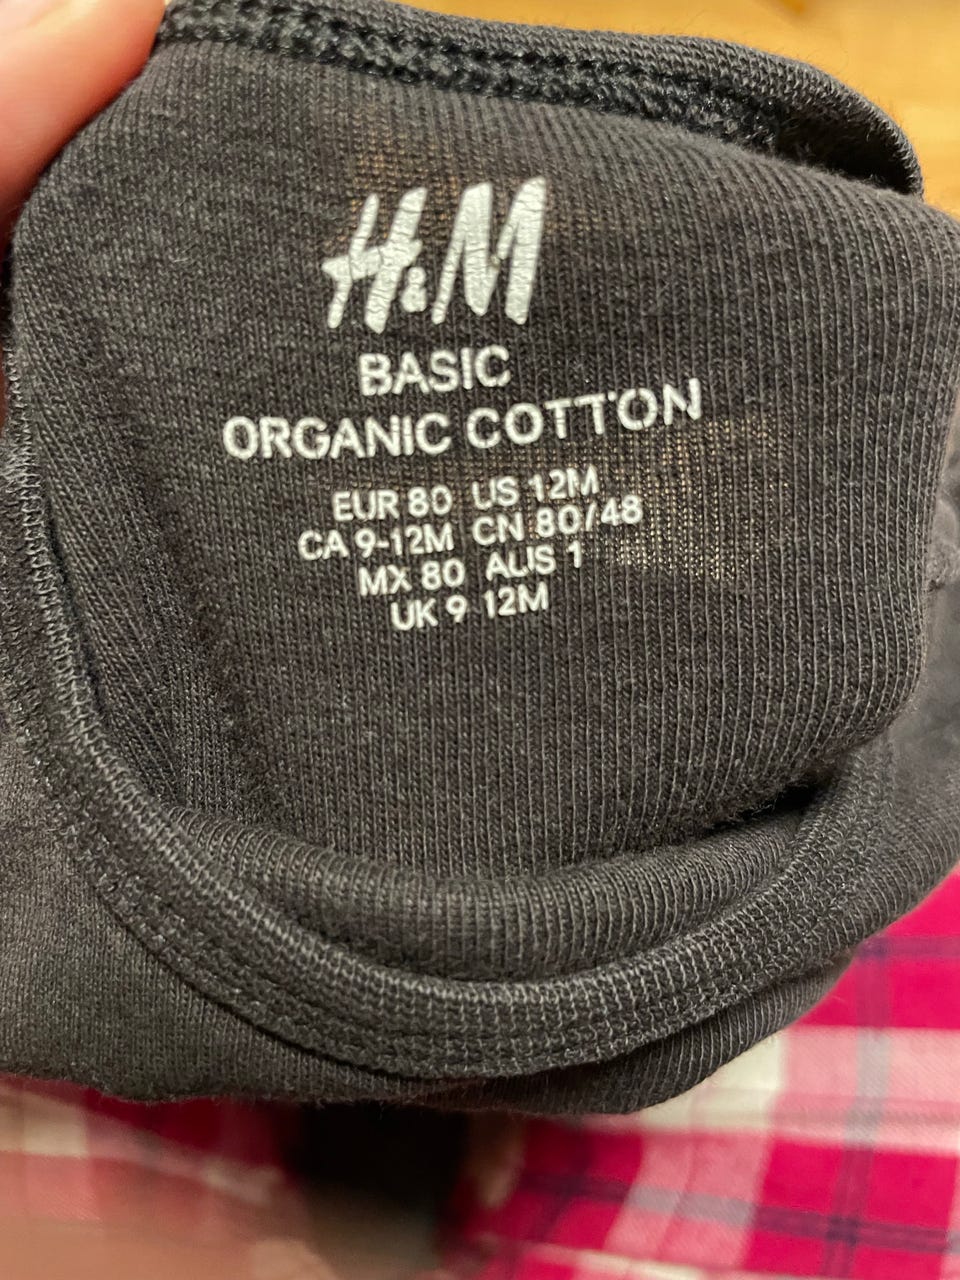 H&M
BASIC
ORGANIC COTTON
EUR 80 US 12M
CA 9-12M CN 80/48
MX 80 AUS 1
UK 9 12M